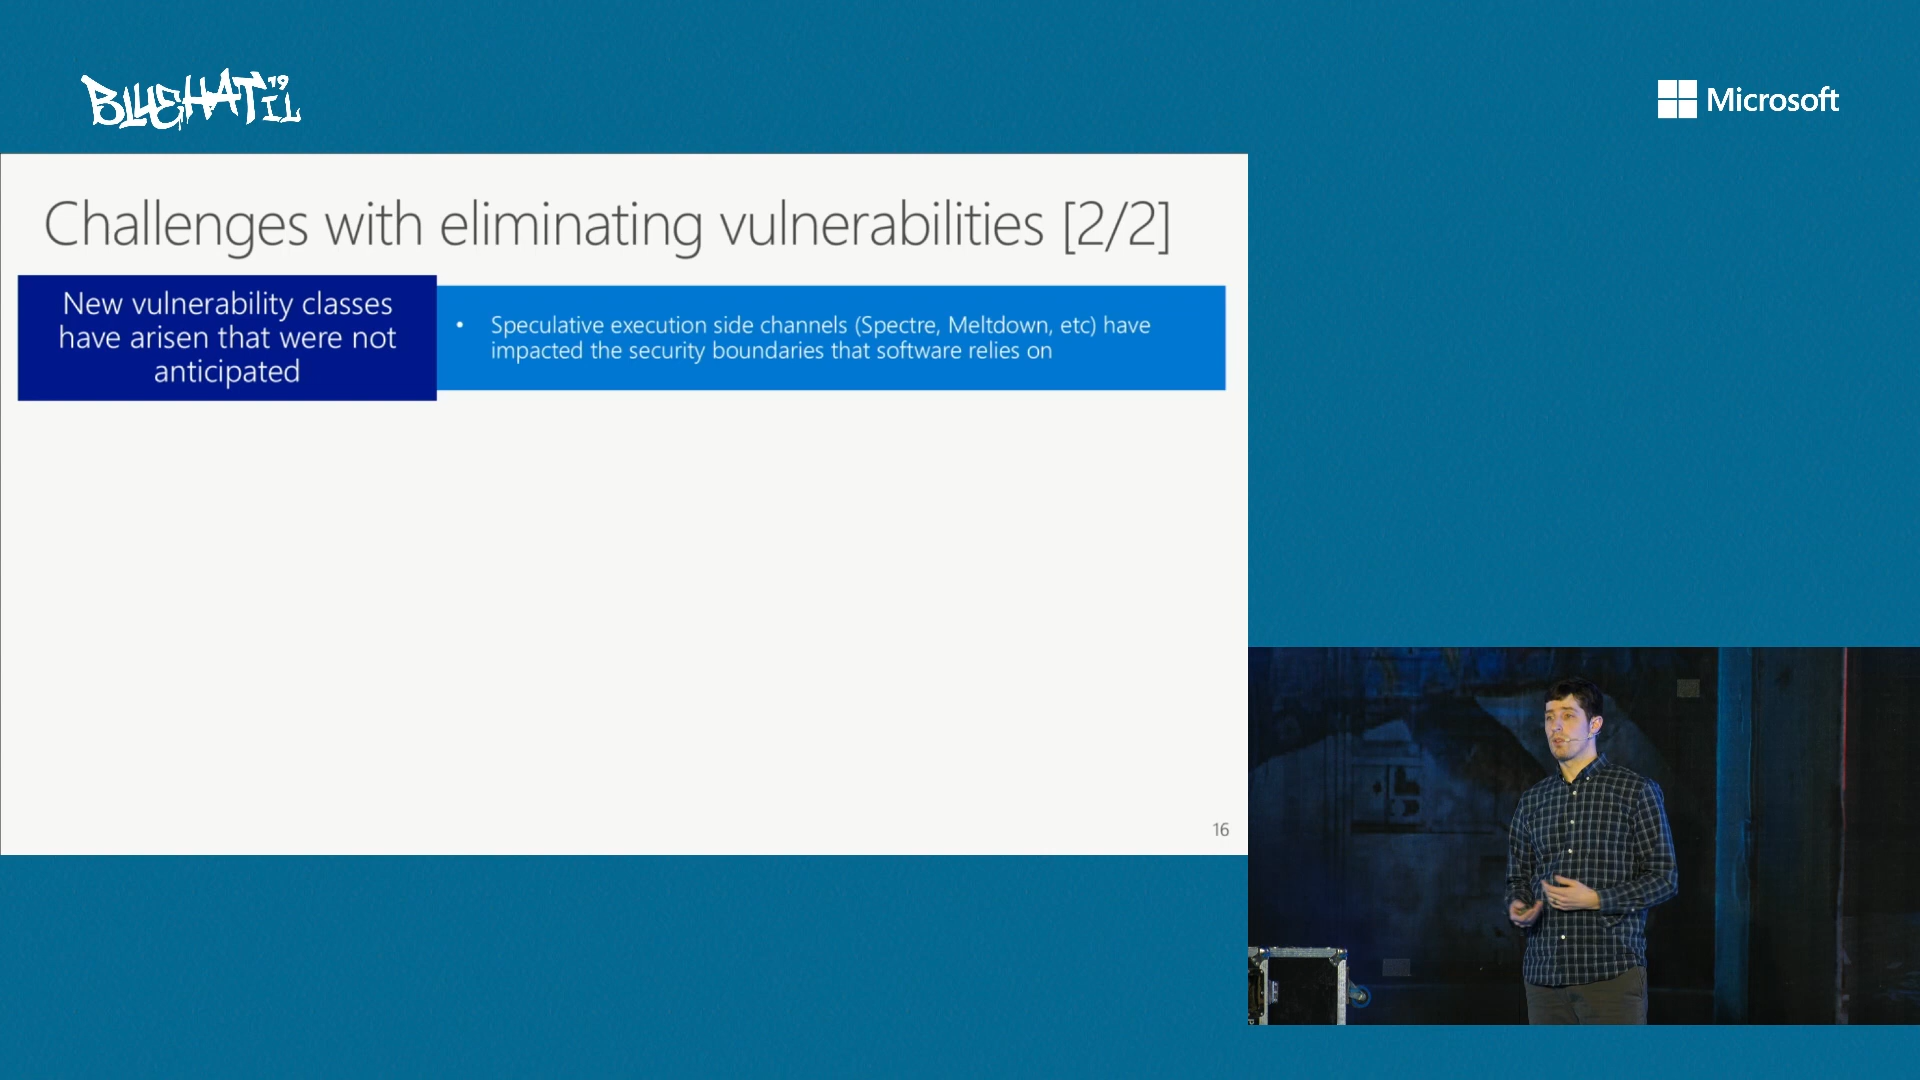 BLUEHAT IL 19
Microsoft
Challenges with eliminating vulnerabilities [2/2]
New vulnerability classes
have arisen that were not
anticipated
• Speculative execution side channels (Spectre, Meltdown, etc) have
impacted the security boundaries that software relies on
16